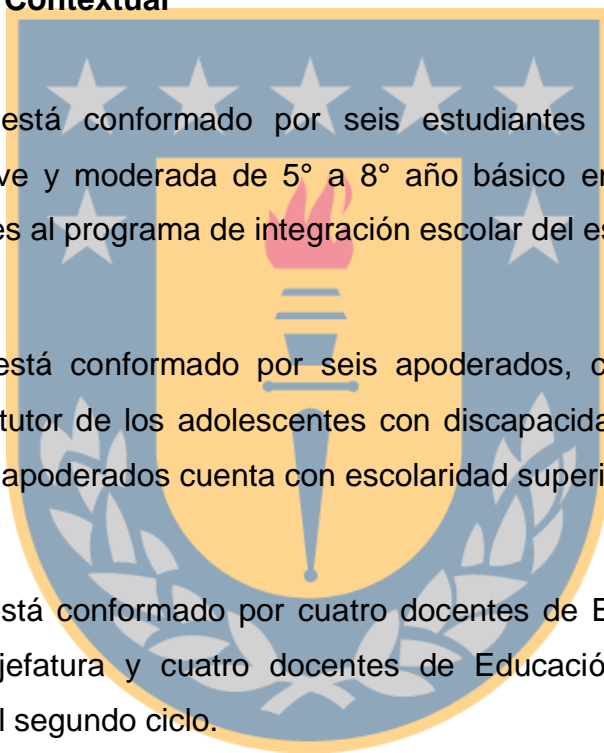 Contextual
está conformado por seis estudiantes
ve y moderada de 5° a 8° año básico en
es al programa de integración escolar del es
está conformado por seis apoderados, c
tutor de los adolescentes con discapacida
apoderados cuenta con escolaridad superi
stá conformado por cuatro docentes de E
jefatura y cuatro docentes de Educació
l segundo ciclo.